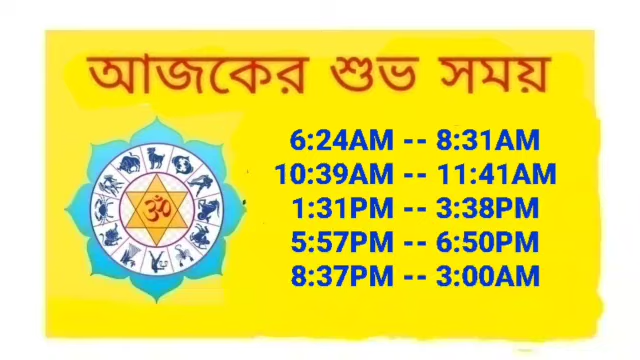 আজকের শুভ সময়
6:24AM -- 8:31AM
10:39AM -- 11:41AM
1:31PM -- 3:38PM
5:57PM -- 6:50PM
8:37PM -- 3:00AM
ॐ